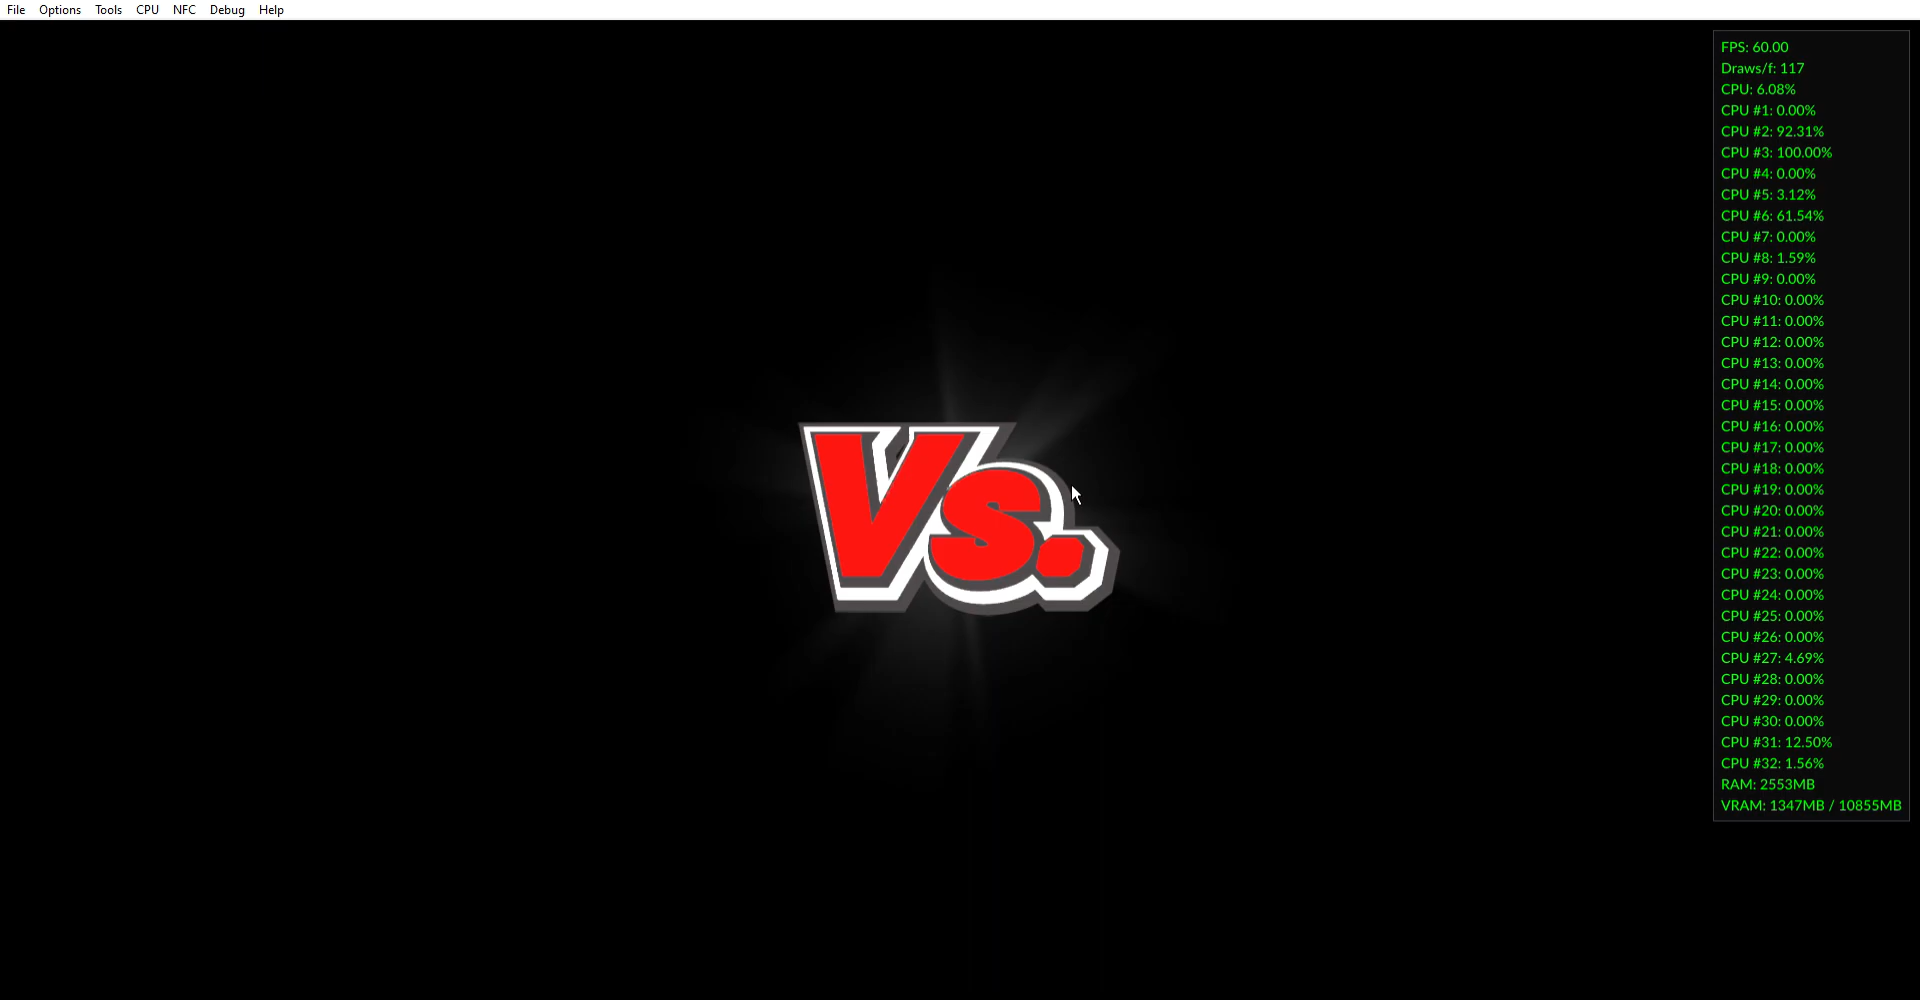 File Options Tools CPU NFC Debug Help
FPS: 60.00
Draws/f: 117
CPU: 6.08%
CPU #1: 0.00%
CPU #2: 92.31%
CPU #3: 100.00%
CPU #4: 0.00%
CPU #5: 3.12%
CPU #6: 61.54%
CPU #7: 0.00%
CPU #8: 1.59%
CPU #9: 0.00%
CPU #10: 0.00%
CPU #11: 0.00%
CPU #12: 0.00%
CPU #13: 0.00%
CPU #14: 0.00%
CPU #15: 0.00%
CPU #16: 0.00%
CPU #17: 0.00%
CPU #18: 0.00%
CPU #19: 0.00%
CPU #20: 0.00%
CPU #21: 0.00%
CPU #22: 0.00%
CPU #23: 0.00%
CPU #24: 0.00%
CPU #25: 0.00%
CPU #26: 0.00%
CPU #27: 4.69%
CPU #28: 0.00%
CPU #29: 0.00%
CPU #30: 0.00%
CPU #31: 12.50%
CPU #32: 1.56%
RAM: 2553MB
VRAM: 1347MB / 10855MB
Vs.